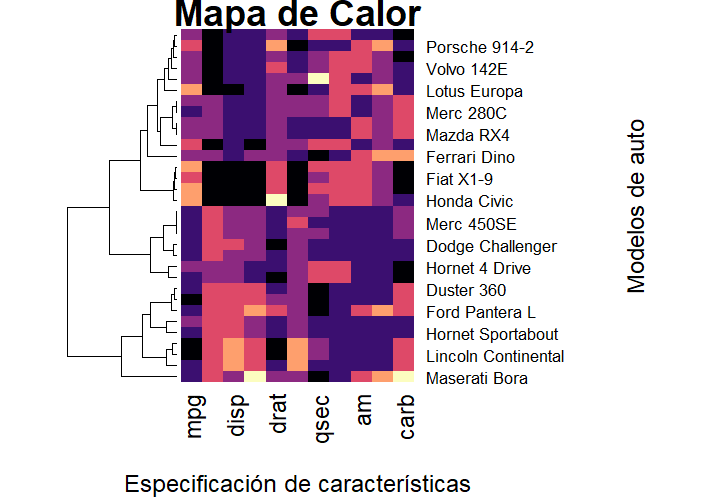 Mapa de Calor
Porsche 914-2
Volvo 142E
Lotus Europa
Merc 280C
Mazda RX4
Ferrari Dino
Fiat X1-9
Honda Civic
Merc 450SE
Dodge Challenger
Hornet 4 Drive
Duster 360
Ford Pantera L
Hornet Sportabout
Lincoln Continental
Maserati Bora
Modelos de auto
mpg
disp
drat
qsec
am
carb
Especificación de características